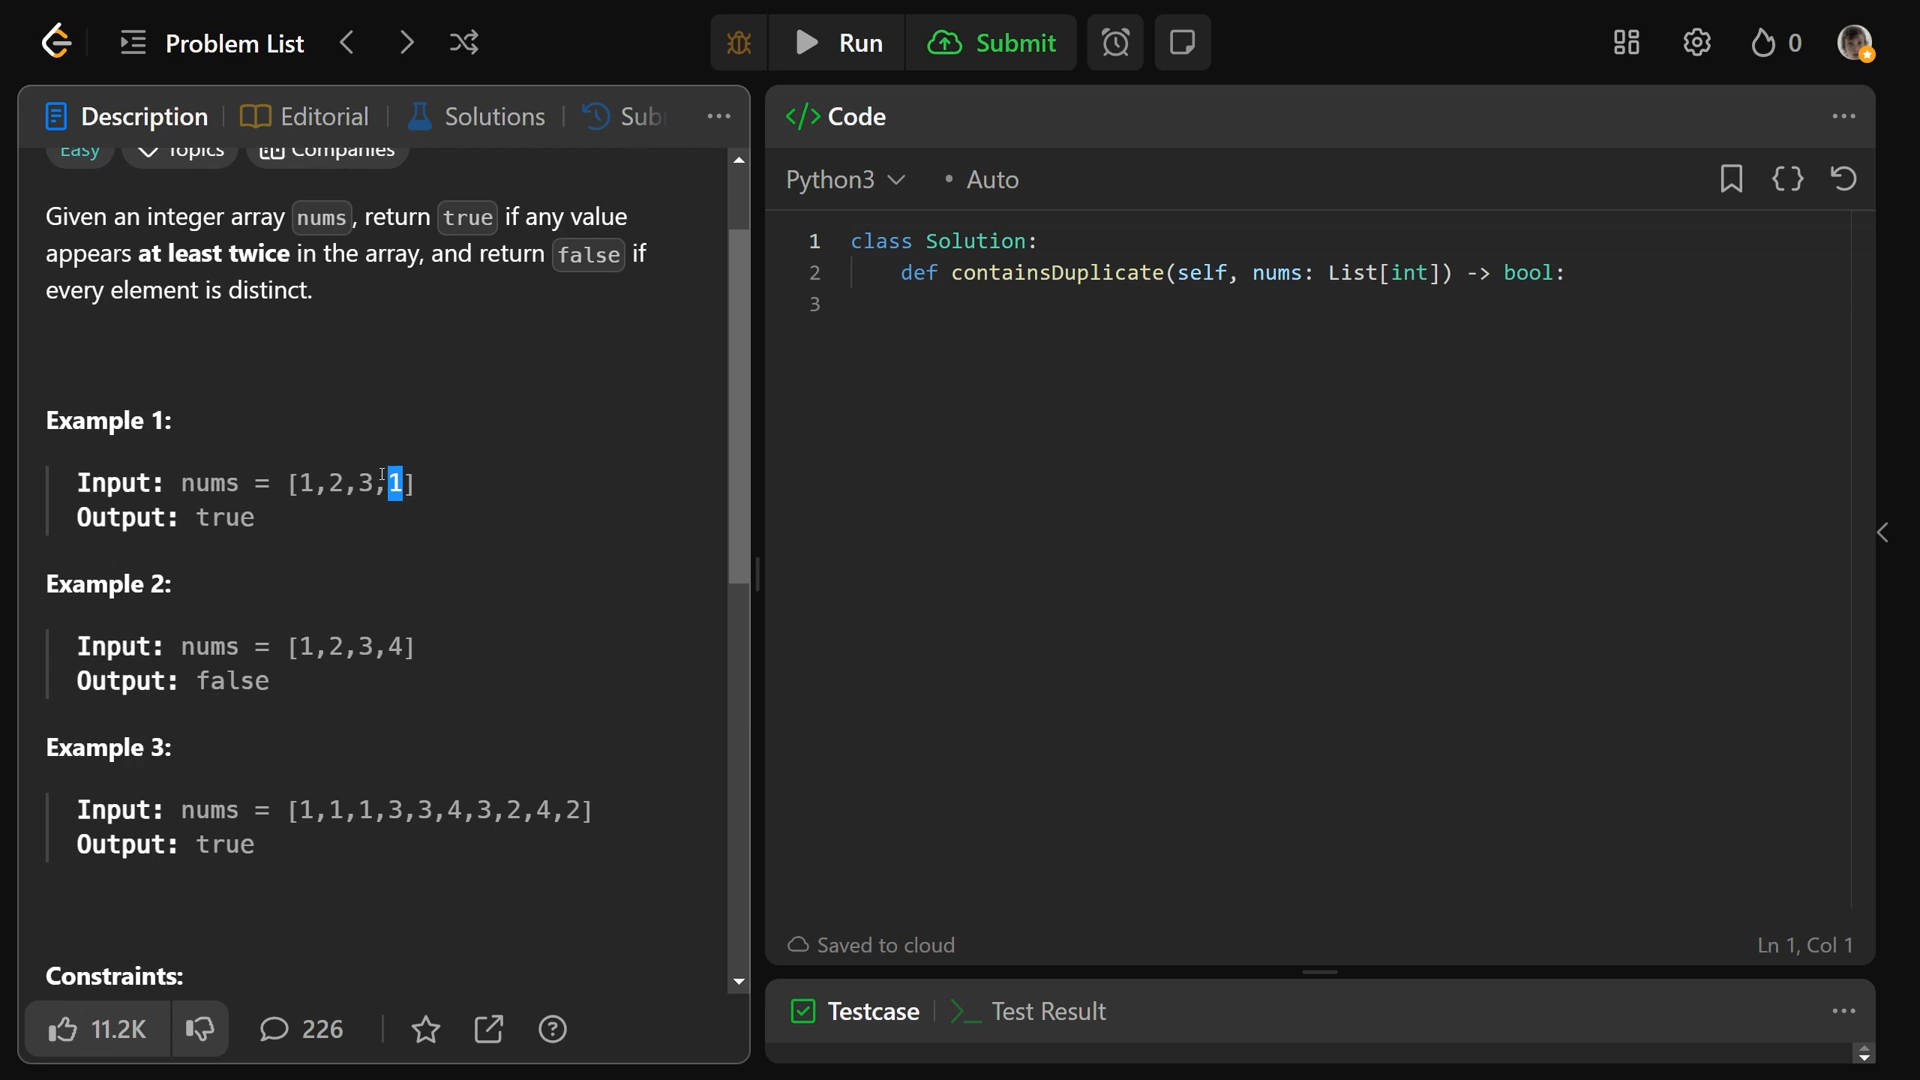 Problem List
Run
Submit
0
Description
Editorial
Solutions
Sub
Easy
Topics
Companies
Given an integer array nums, return true if any value
appears at least twice in the array, and return false if
every element is distinct.
Example 1:
Input: nums = [1,2,3,1]
Output: true
Example 2:
Input: nums = [1,2,3,4]
Output: false
Example 3:
Input: nums = [1,1,1,3,3,4,3,2,4,2]
Output: true
Constraints:
11.2K
226
</> Code
Python3
• Auto
1 class Solution:
2 def containsDuplicate(self, nums: List[int]) -> bool:
3
Saved to cloud
Ln 1, Col 1
Testcase
Test Result